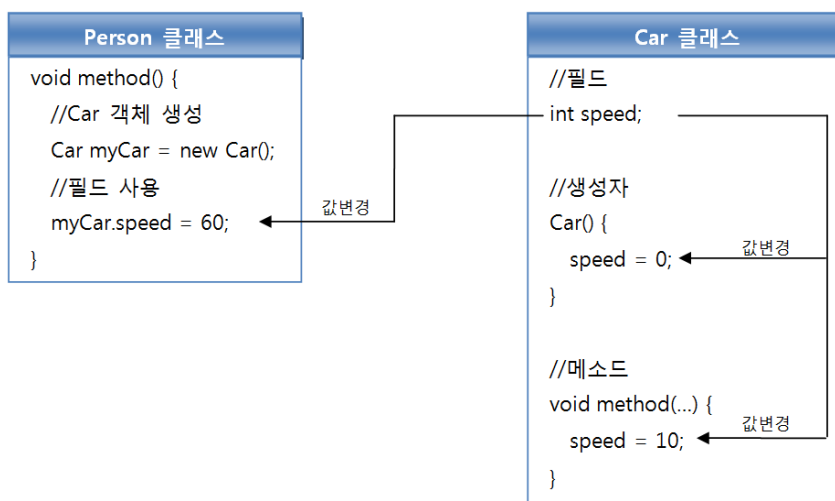 Person 클래스
void method() {
//Car 객체 생성
Car myCar = new Car();
//필드 사용
myCar.speed = 60;
}
값변경
Car 클래스
//필드
int speed;
//생성자
Car() {
speed = 0;
값변경
}
//메소드
void method(...) {
speed = 10;
값변경
}